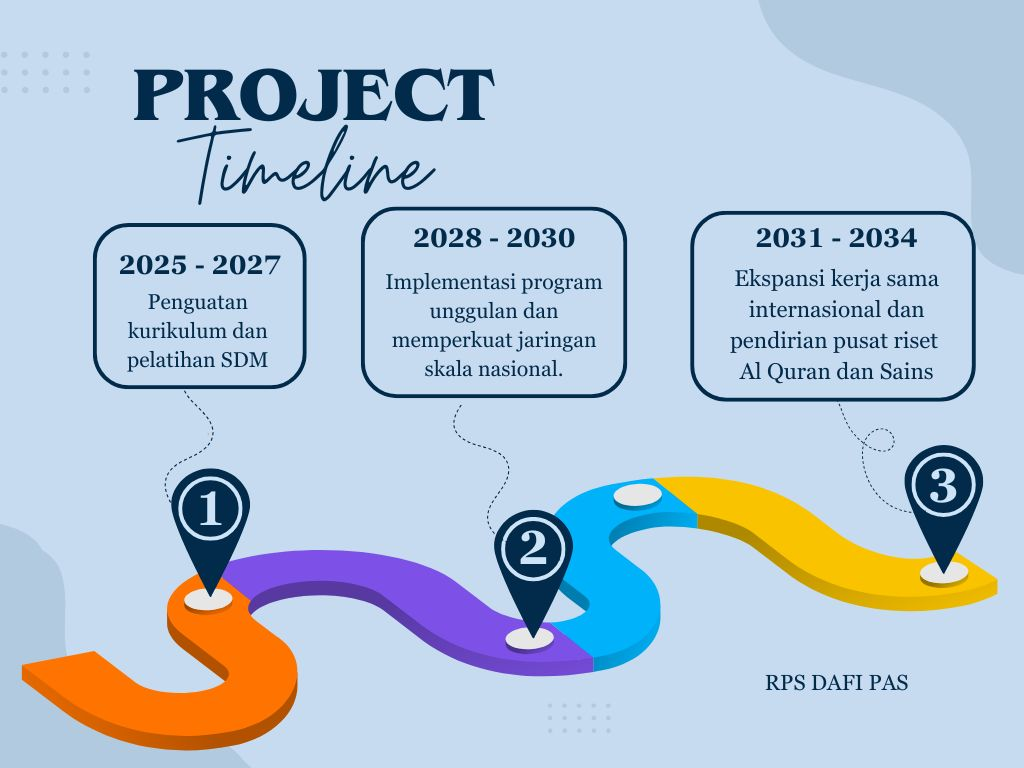 PROJECT
Timeline
2025 - 2027
Penguatan
kurikulum dan
pelatihan SDM
2028 - 2030
Implementasi program
unggulan dan
memperkuat jaringan
skala nasional.
2031 - 2034
Ekspansi kerja sama
internasional dan
pendirian pusat riset
Al Quran dan Sains
1
2
3
RPS DAFI PAS